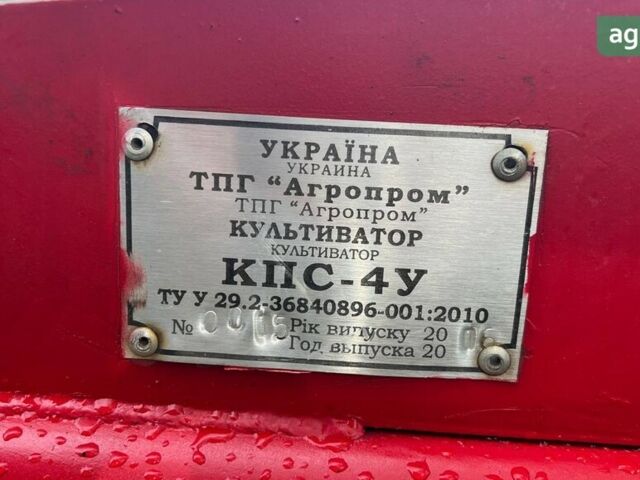 ag
УКРАЇНА
УКРАИНА
ТПГ “Агропром”
ТПГ “Агропром”
КУЛЬТИВАТОР
КУЛЬТИВАТОР
КПС-4У
ТУ У 29.2-36840896-001:2010
№ Рік випуску 20
Год выпуска 20